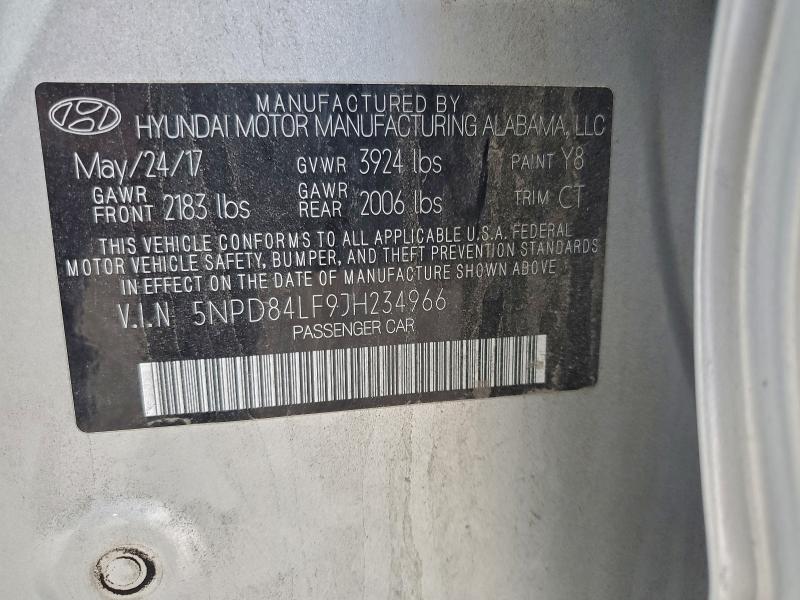 MANUFACTURED BY
HYUNDAI MOTOR MANUFACTURING ALABAMA, LLC
May/24/17 GVWR 3924 lbs PAINT Y8
GAWR FRONT 2183 lbs GAWR REAR 2006 lbs TRIM CT
THIS VEHICLE CONFORMS TO ALL APPLICABLE U.S.A. FEDERAL
MOTOR VEHICLE SAFETY, BUMPER, AND THEFT PREVENTION STANDARDS
IN EFFECT ON THE DATE OF MANUFACTURE SHOWN ABOVE.
V.I.N 5NPD84LF9JH234966
PASSENGER CAR